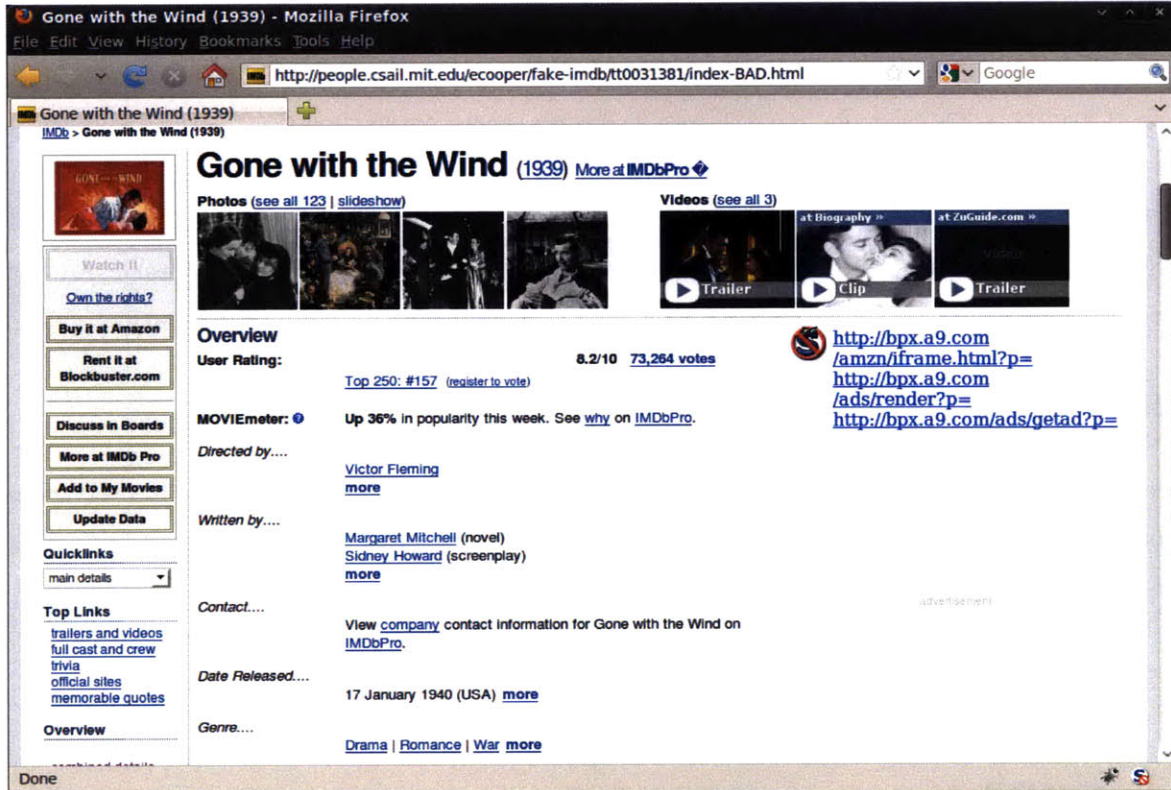 Gone with the Wind (1939) - Mozilla Firefox
File Edit View History Bookmarks Tools Help
http://people.csail.mit.edu/ecooper/fake-imdb/tt0031381/index-BAD.html
Google
Gone with the Wind (1939)
IMDb > Gone with the Wind (1939)
GONE WITH THE WIND
Gone with the Wind (1939) More at IMDbPro �
Photos (see all 123 | slideshow)
Videos (see all 3)
at Biography »
at ZuGuide.com »
Trailer
Clip
Trailer
Watch It
Own the rights?
Buy it at Amazon
Rent it at
Blockbuster.com
Discuss in Boards
More at IMDb Pro
Add to My Movies
Update Data
Quicklinks
main details
Top Links
trailers and videos
full cast and crew
trivia
official sites
memorable quotes
Overview
Overview
User Rating:
8.2/10 73,264 votes
Top 250: #157 (register to vote)
MOVIEmeter: Up 36% in popularity this week. See why on IMDbPro.
Directed by....
Victor Fleming
more
Written by....
Margaret Mitchell (novel)
Sidney Howard (screenplay)
more
Contact....
View company contact information for Gone with the Wind on
IMDbPro.
Date Released....
17 January 1940 (USA) more
Genre....
Drama | Romance | War more
http://bpx.a9.com
/amzn/iframe.html?p=
http://bpx.a9.com
/ads/render?p=
http://bpx.a9.com/ads/getad?p=
advertisement
Done